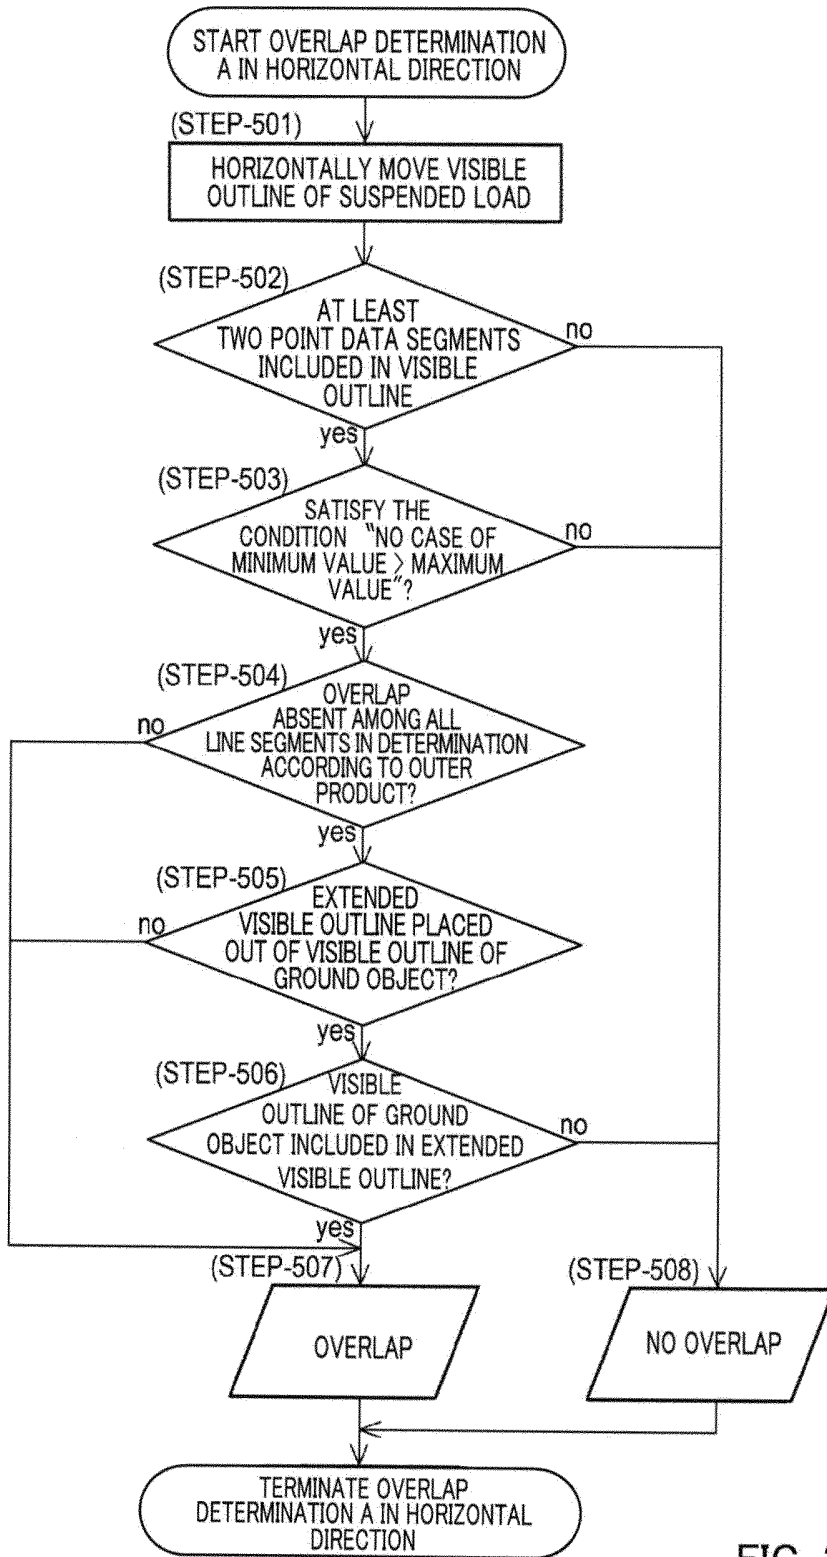 START OVERLAP DETERMINATION
A IN HORIZONTAL DIRECTION
(STEP-501)
HORIZONTALLY MOVE VISIBLE
OUTLINE OF SUSPENDED LOAD
(STEP-502)
AT LEAST
TWO POINT DATA SEGMENTS
INCLUDED IN VISIBLE
OUTLINE
no
yes
(STEP-503)
SATISFY THE
CONDITION "NO CASE OF
MINIMUM VALUE > MAXIMUM
VALUE"?
no
yes
(STEP-504)
OVERLAP
ABSENT AMONG ALL
LINE SEGMENTS IN DETERMINATION
ACCORDING TO OUTER
PRODUCT?
no
yes
(STEP-505)
EXTENDED
VISIBLE OUTLINE PLACED
OUT OF VISIBLE OUTLINE OF
GROUND OBJECT?
no
yes
(STEP-506)
VISIBLE
OUTLINE OF GROUND
OBJECT INCLUDED IN EXTENDED
VISIBLE OUTLINE?
no
yes
(STEP-507)
OVERLAP
(STEP-508)
NO OVERLAP
TERMINATE OVERLAP
DETERMINATION A IN HORIZONTAL
DIRECTION
FIG.